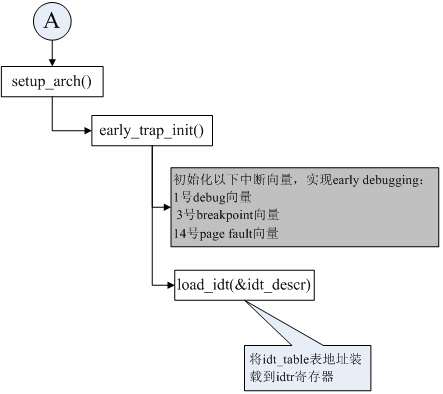 A
setup_arch()
early_trap_init()
初始化以下中断向量，实现early debugging：
1号debug向量
3号breakpoint向量
14号page fault向量
load_idt(&idt_descr)
将idt_table表地址装
载到idtr寄存器